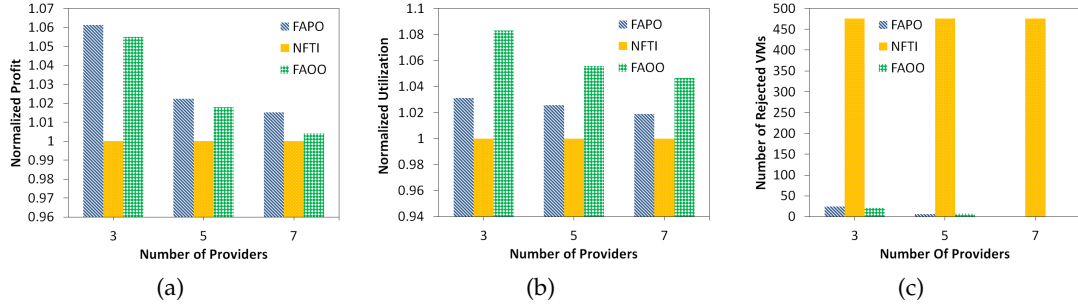 Normalized Profit
1.07
1.06
1.05
1.04
1.03
1.02
1.01
1
0.99
0.98
0.97
0.96
FAPO
NFTI
FAOO
3 5 7
Number of Providers
(a)
Normalized Utilization
1.1
1.08
1.06
1.04
1.02
1
0.98
0.96
0.94
FAPO
NFTI
FAOO
3 5 7
Number of Providers
(b)
Number of Rejected VMs
500
450
400
350
300
250
200
150
100
50
0
FAPO
NFTI
FAOO
3 5 7
Number Of Providers
(c)